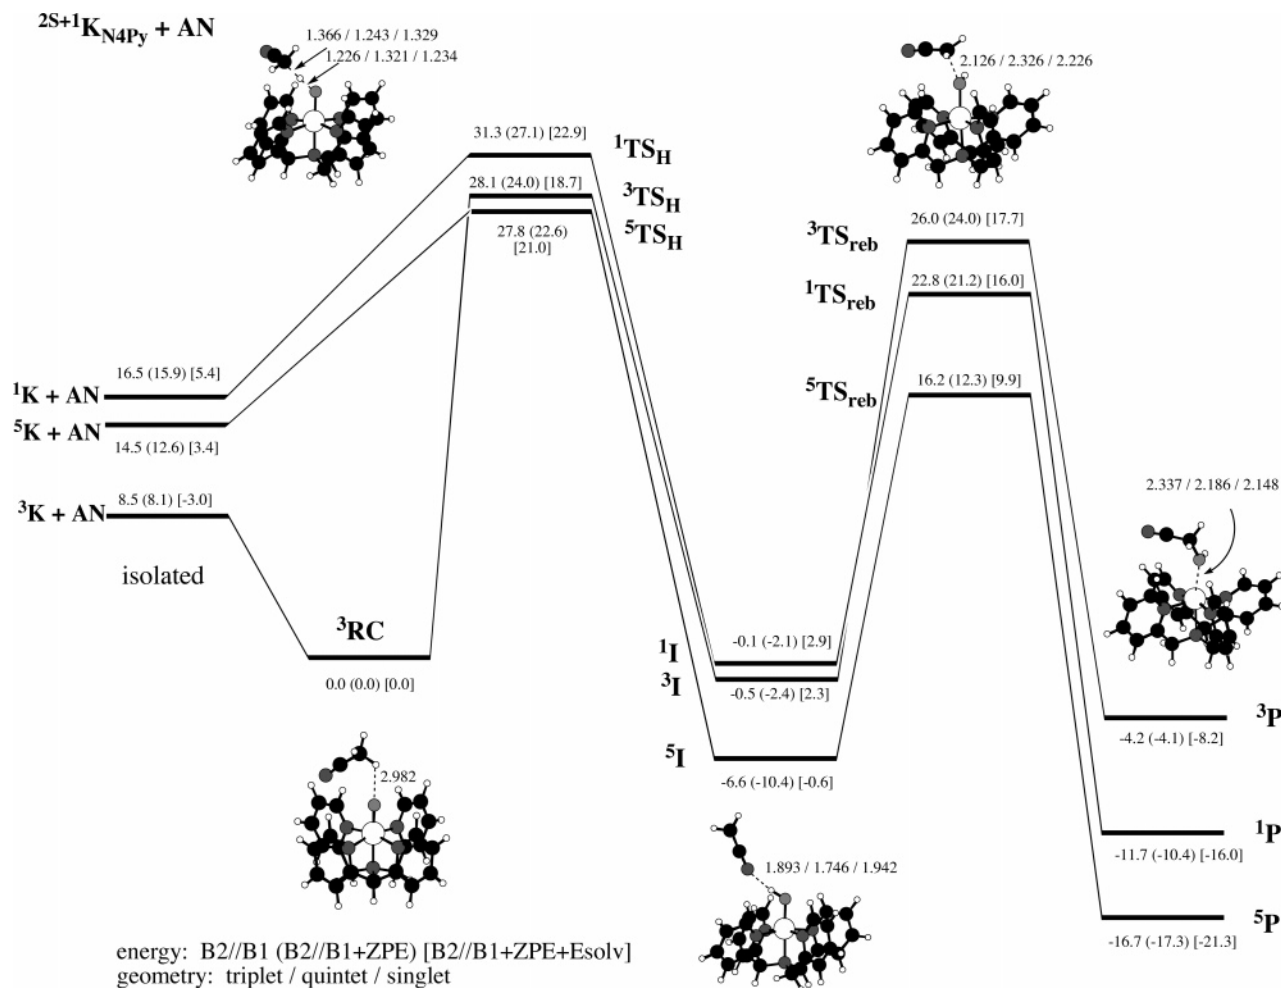 2S+1K_N4Py + AN
1.366 / 1.243 / 1.329
1.226 / 1.321 / 1.234
2.126 / 2.326 / 2.226
31.3 (27.1) [22.9]
1TS_H
28.1 (24.0) [18.7]
3TS_H
27.8 (22.6)
[21.0]
5TS_H
26.0 (24.0) [17.7]
3TS_reb
22.8 (21.2) [16.0]
1TS_reb
16.2 (12.3) [9.9]
5TS_reb
16.5 (15.9) [5.4]
1K + AN
5K + AN
14.5 (12.6) [3.4]
8.5 (8.1) [-3.0]
3K + AN
isolated
3RC
0.0 (0.0) [0.0]
2.982
-0.1 (-2.1) [2.9]
1I
3I
-0.5 (-2.4) [2.3]
5I
-6.6 (-10.4) [-0.6]
1.893 / 1.746 / 1.942
2.337 / 2.186 / 2.148
3P
-4.2 (-4.1) [-8.2]
1P
-11.7 (-10.4) [-16.0]
5P
-16.7 (-17.3) [-21.3]
energy: B2//B1 (B2//B1+ZPE) [B2//B1+ZPE+Esolv]
geometry: triplet / quintet / singlet